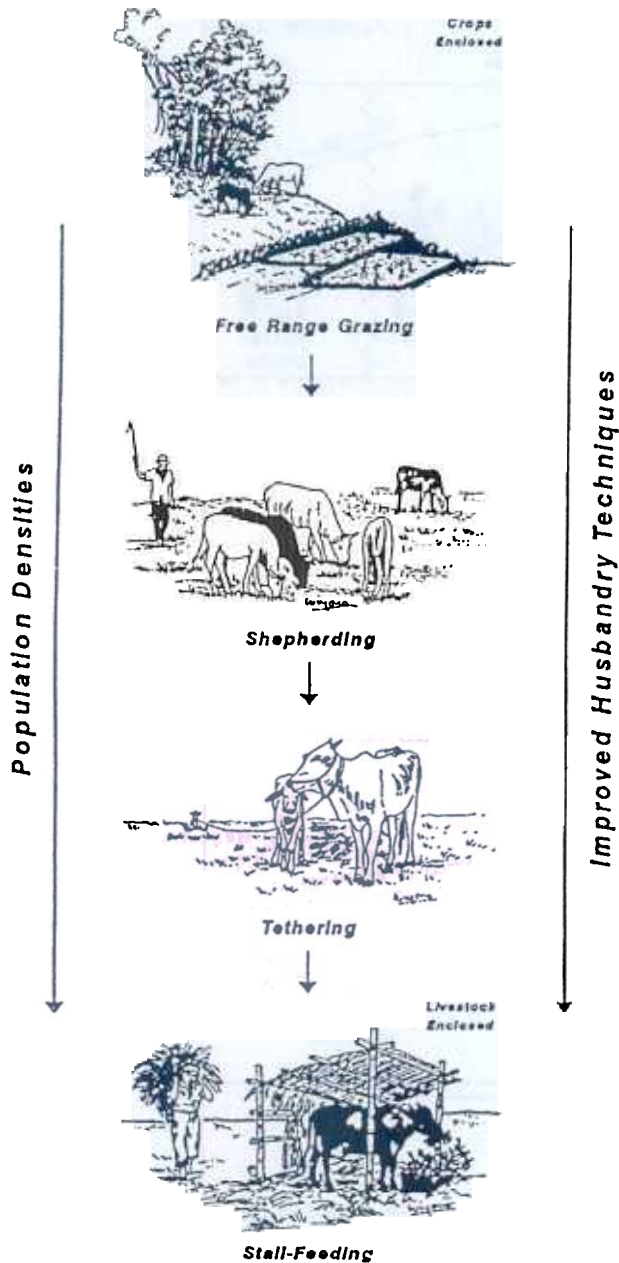 Crops
Enclosed
Free Range Grazing
Population Densities
Improved Husbandry Techniques
Shepherding
Tethering
Livestock
Enclosed
Stall-Feeding